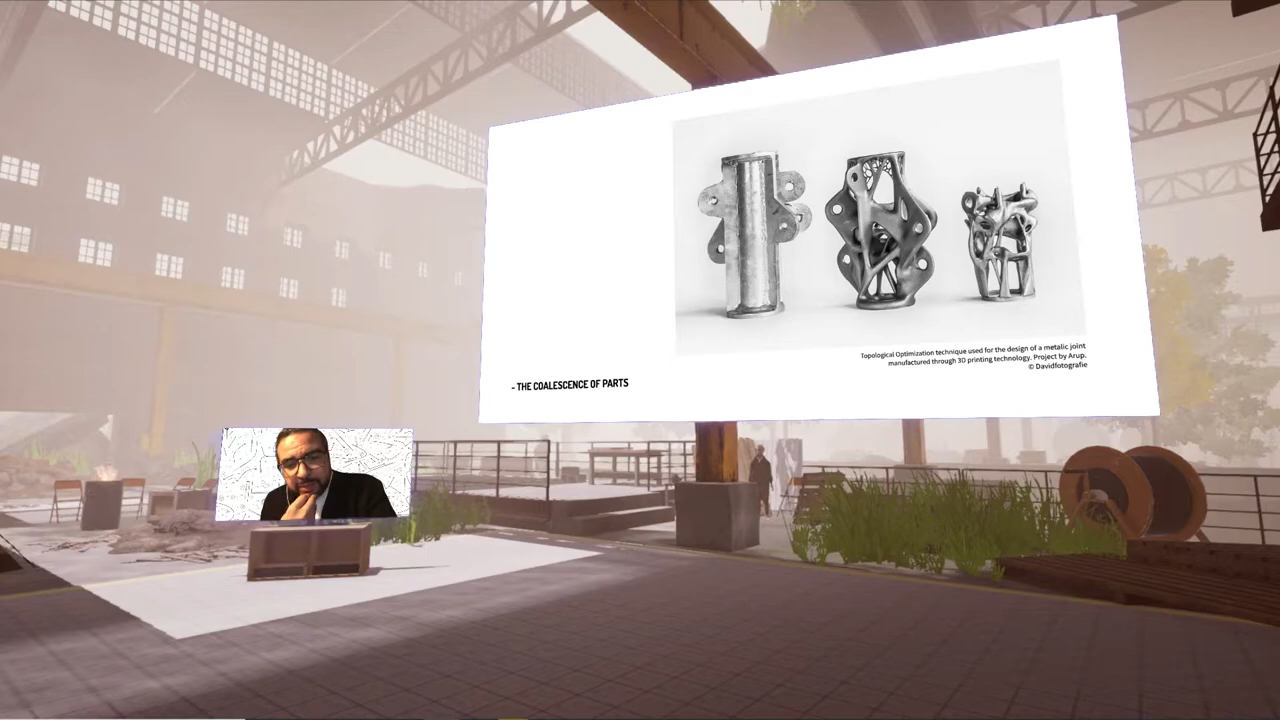 Topological Optimization technique used for the design of a metalic joint
manufactured through 3D printing technology. Project by Arup.
© Davidfotografie
- THE COALESCENCE OF PARTS